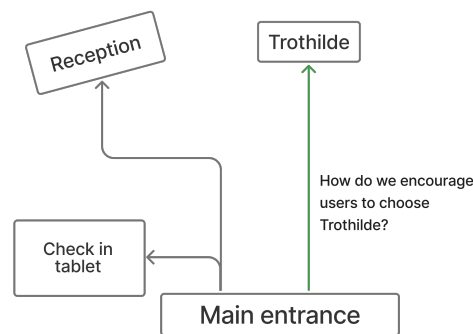 Reception
Trothilde
How do we encourage
users to choose
Trothilde?
Check in
tablet
Main entrance